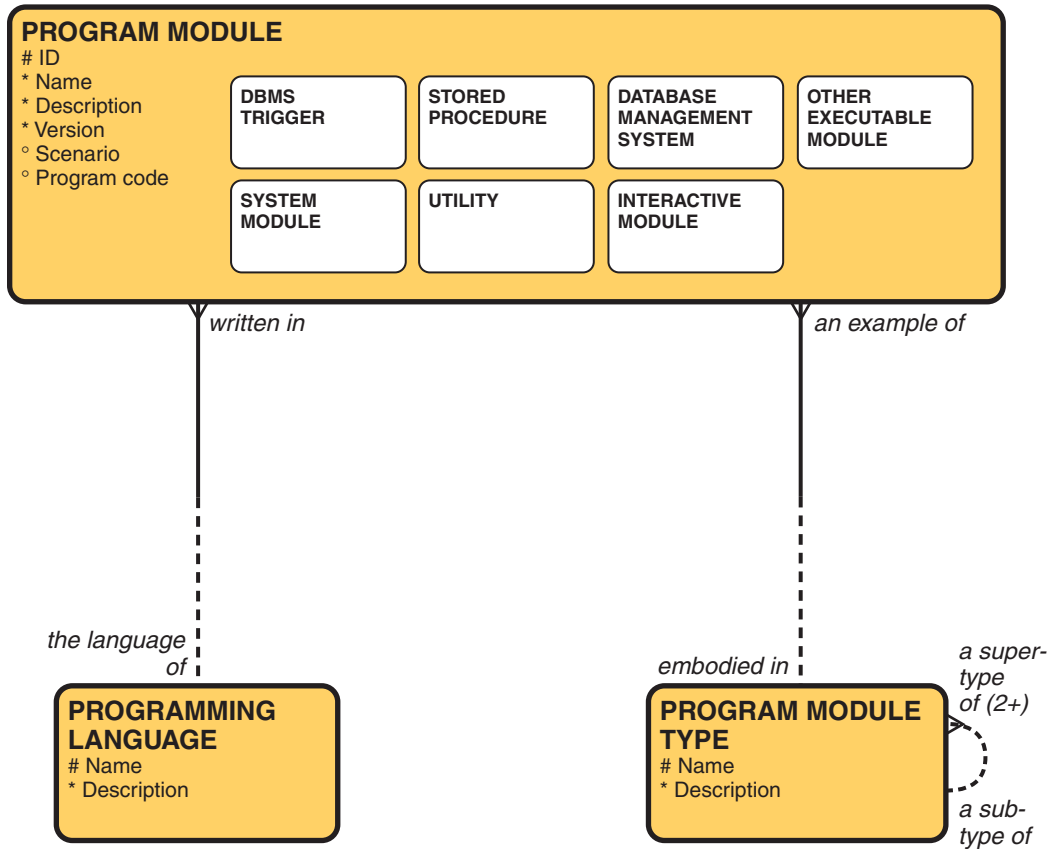 PROGRAM MODULE
# ID
* Name
* Description
* Version
° Scenario
° Program code
DBMS
TRIGGER
STORED
PROCEDURE
DATABASE
MANAGEMENT
SYSTEM
OTHER
EXECUTABLE
MODULE
SYSTEM
MODULE
UTILITY
INTERACTIVE
MODULE
written in
an example of
the language
of
embodied in
a super-
type
of (2+)
PROGRAMMING
LANGUAGE
# Name
* Description
PROGRAM MODULE
TYPE
# Name
* Description
a sub-
type of